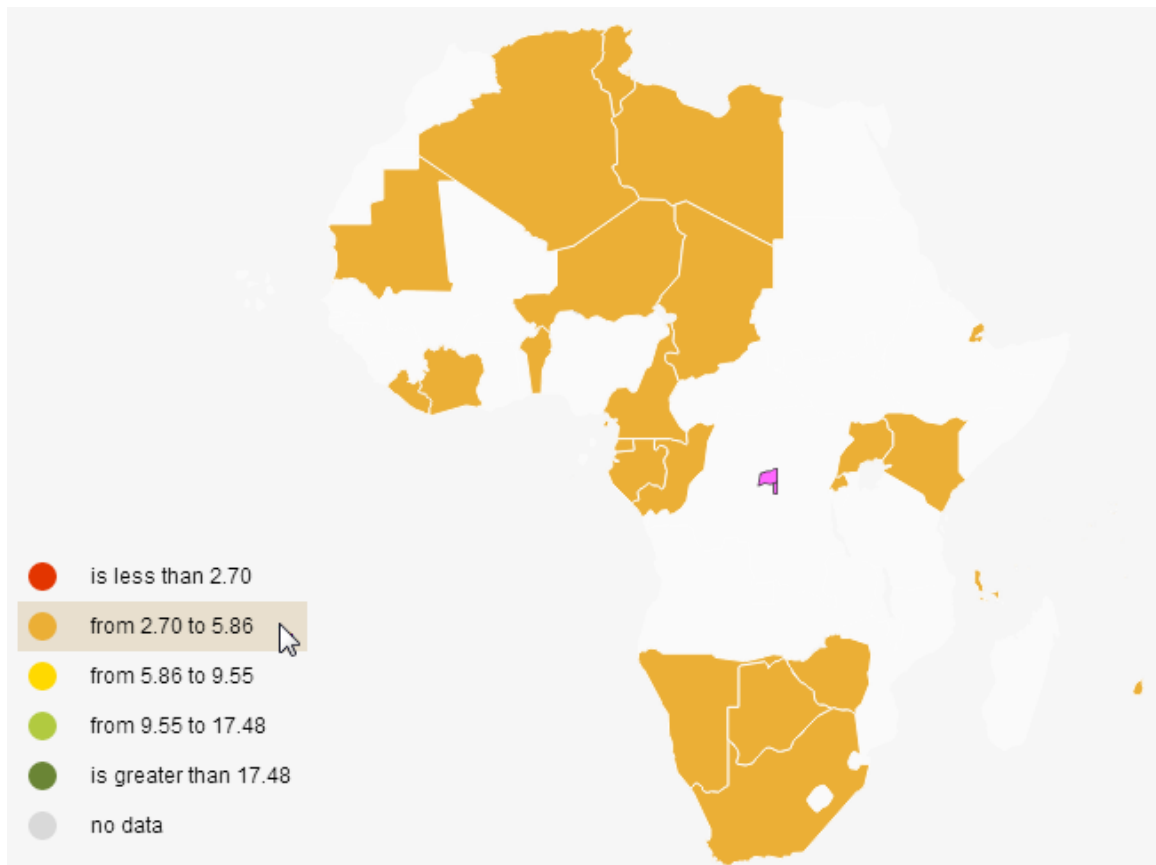 is less than 2.70
from 2.70 to 5.86
from 5.86 to 9.55
from 9.55 to 17.48
is greater than 17.48
no data